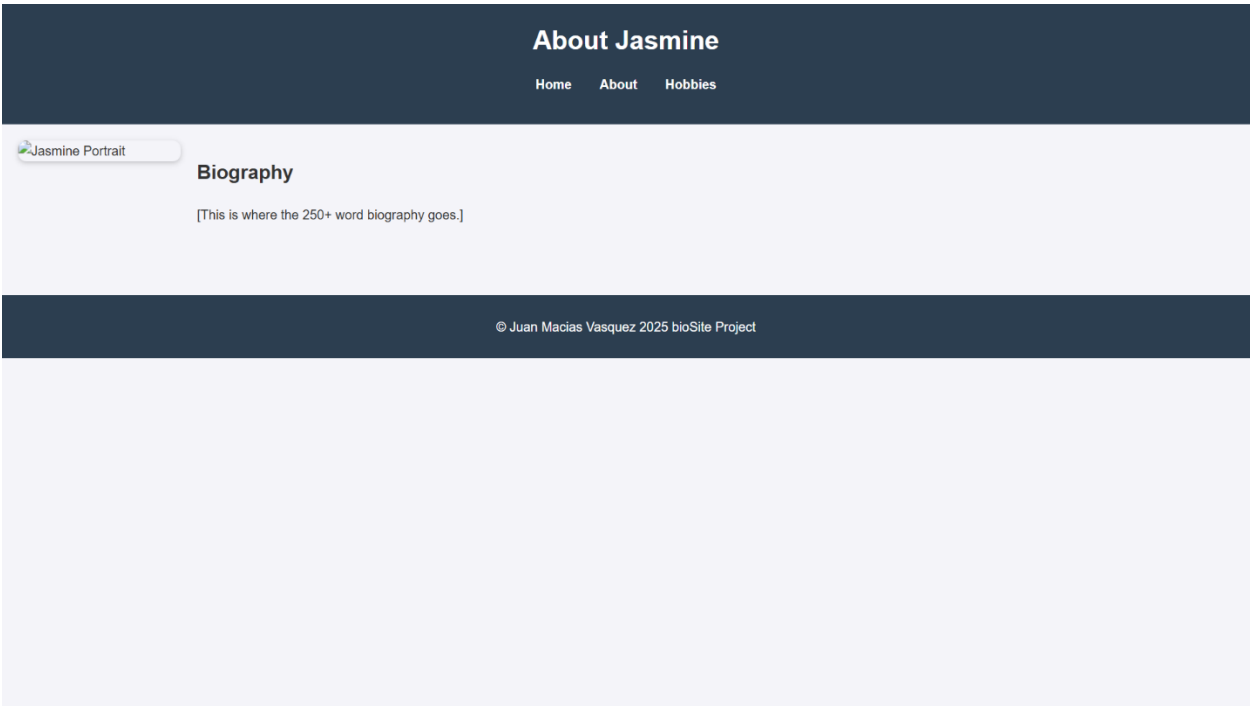 About Jasmine
Home About Hobbies
Jasmine Portrait
Biography
[This is where the 250+ word biography goes.]
© Juan Macias Vasquez 2025 bioSite Project